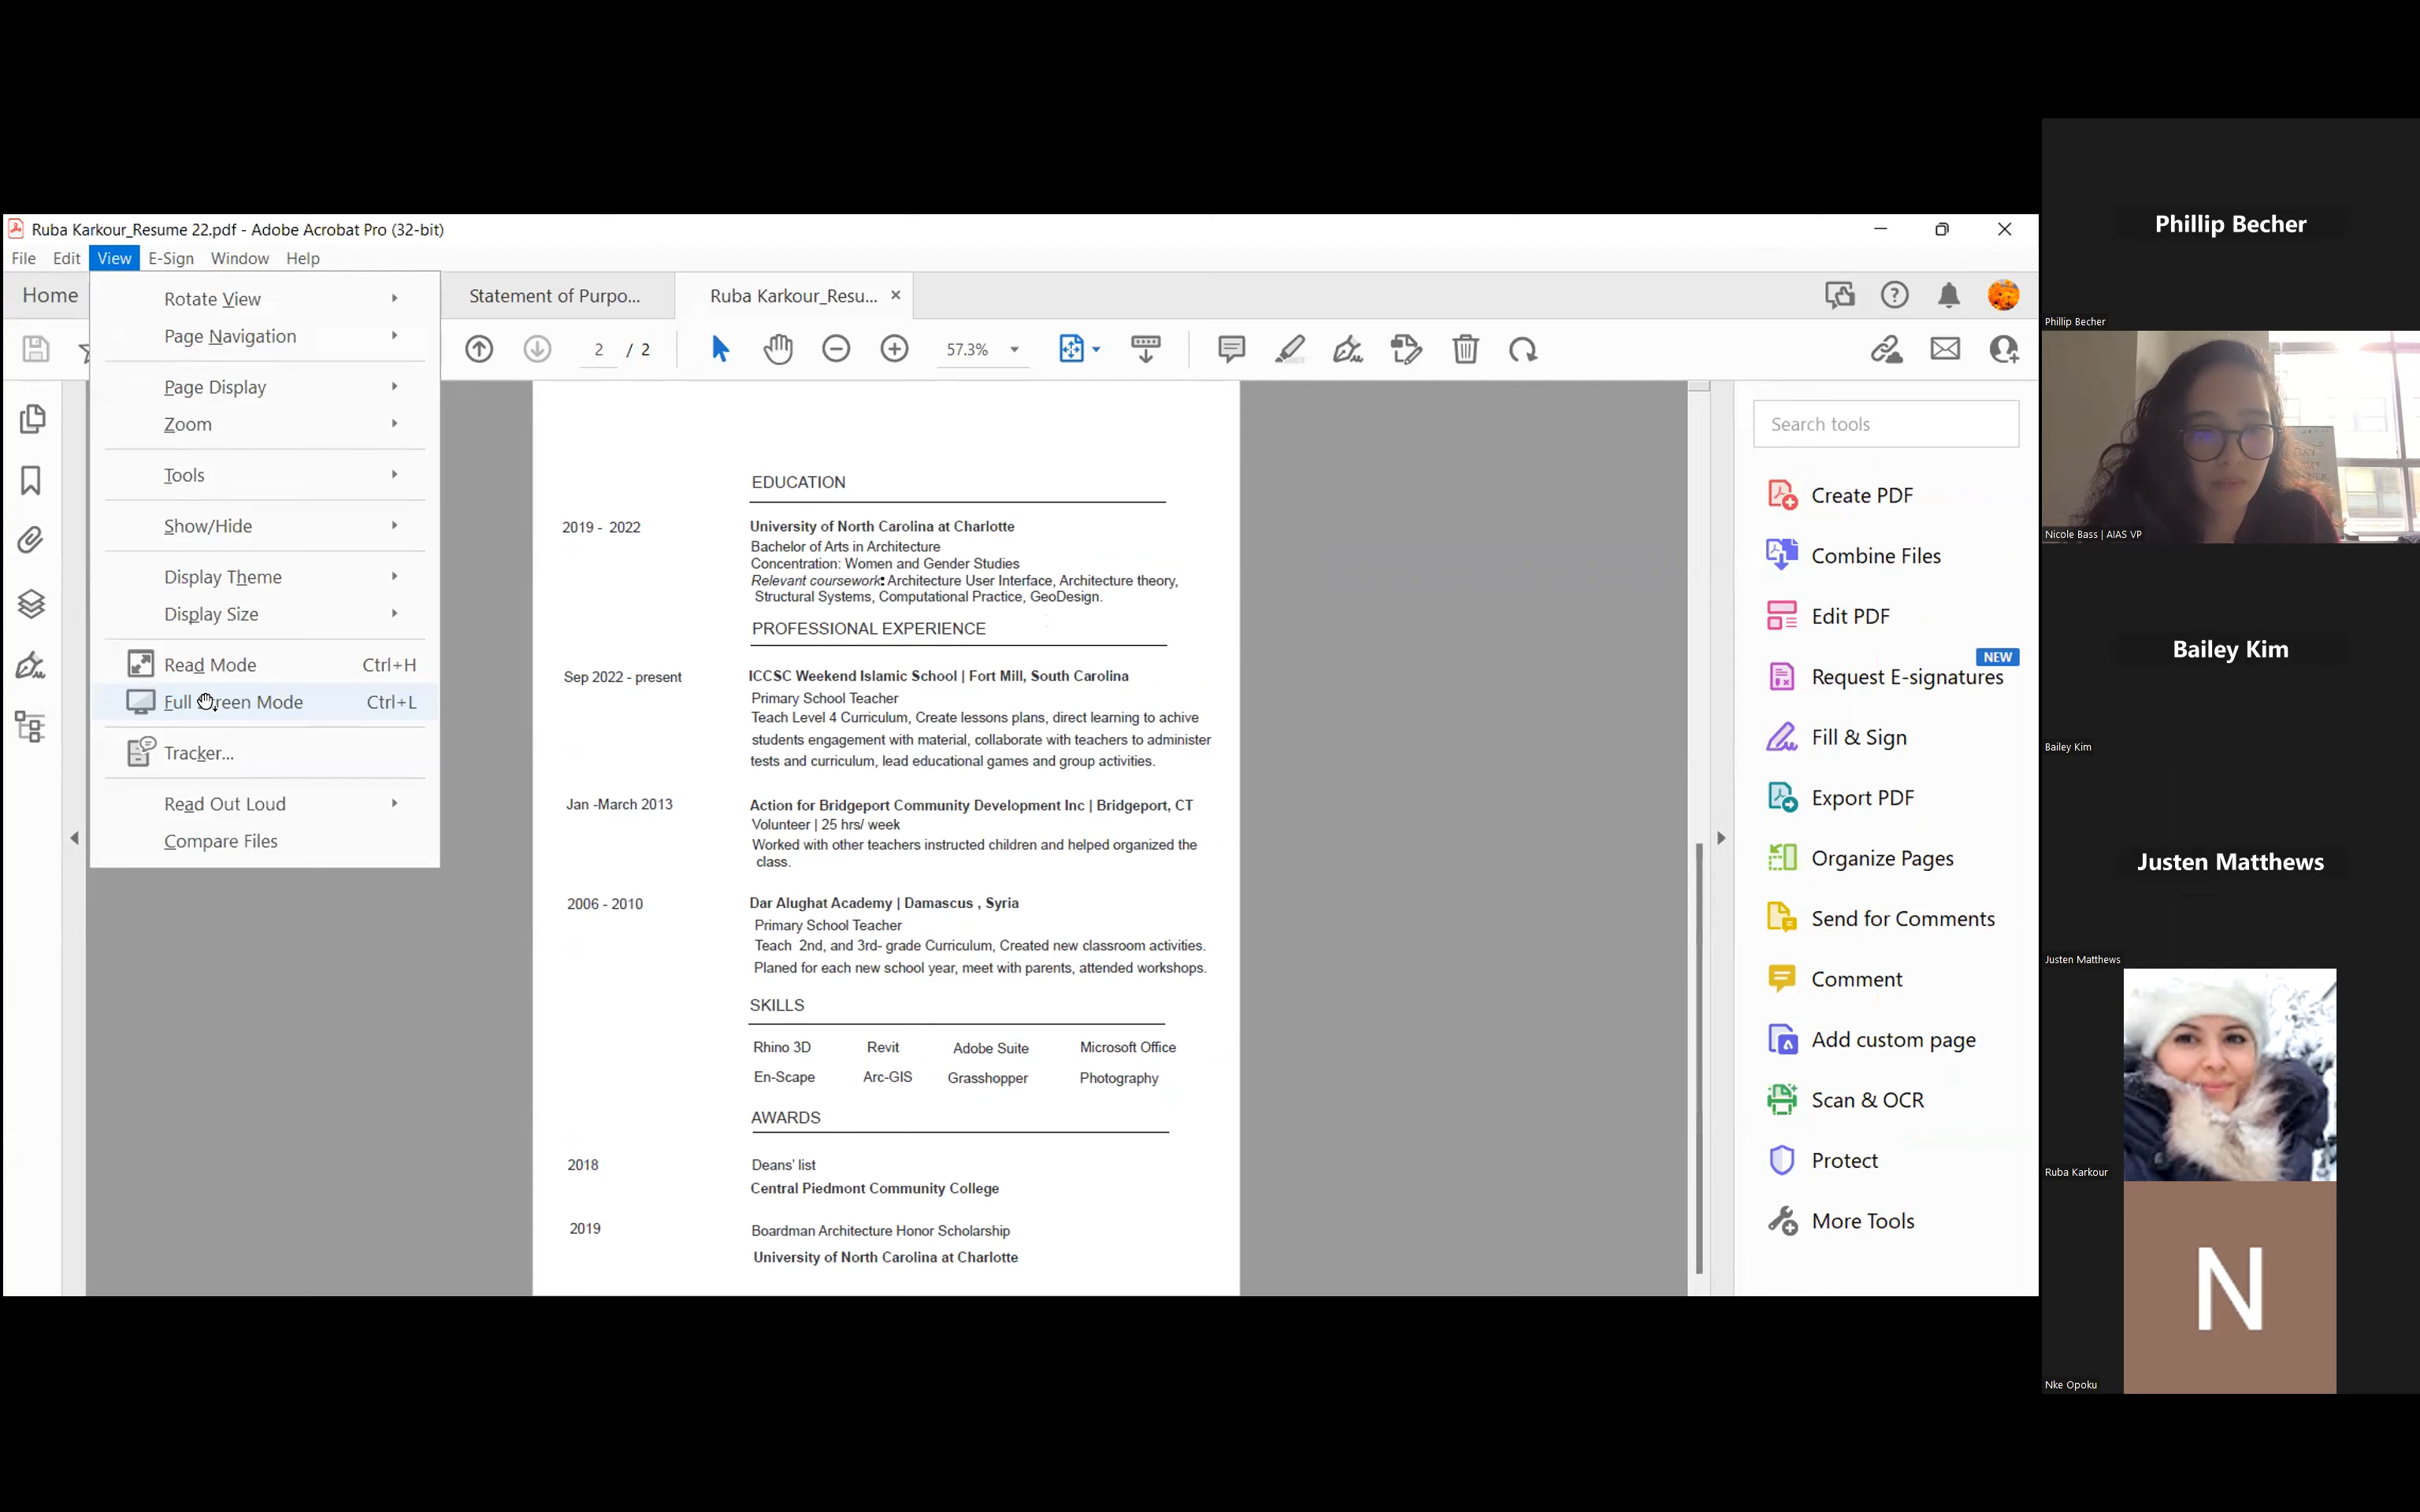 Ruba Karkour_Resume 22.pdf - Adobe Acrobat Pro (32-bit)
File Edit View E-Sign Window Help
Home Statement of Purpo... Ruba Karkour_Resu...
2 / 2 57.3%
Rotate View
Page Navigation
Page Display
Zoom
Tools
Show/Hide
Display Theme
Display Size
Read Mode Ctrl+H
Full Screen Mode Ctrl+L
Tracker...
Read Out Loud
Compare Files
EDUCATION
2019 - 2022 University of North Carolina at Charlotte
Bachelor of Arts in Architecture
Concentration: Women and Gender Studies
Relevant coursework: Architecture User Interface, Architecture theory,
Structural Systems, Computational Practice, GeoDesign.
PROFESSIONAL EXPERIENCE
Sep 2022 - present ICCSC Weekend Islamic School | Fort Mill, South Carolina
Primary School Teacher
Teach Level 4 Curriculum, Create lessons plans, direct learning to achive
students engagement with material, collaborate with teachers to administer
tests and curriculum, lead educational games and group activities.
Jan -March 2013 Action for Bridgeport Community Development Inc | Bridgeport, CT
Volunteer | 25 hrs/ week
Worked with other teachers instructed children and helped organized the
class.
2006 - 2010 Dar Alughat Academy | Damascus , Syria
Primary School Teacher
Teach 2nd, and 3rd- grade Curriculum, Created new classroom activities.
Planed for each new school year, meet with parents, attended workshops.
SKILLS
Rhino 3D Revit Adobe Suite Microsoft Office
En-Scape Arc-GIS Grasshopper Photography
AWARDS
2018 Deans' list
Central Piedmont Community College
2019 Boardman Architecture Honor Scholarship
University of North Carolina at Charlotte
Search tools
Create PDF
Combine Files
Edit PDF
NEW
Request E-signatures
Fill & Sign
Export PDF
Organize Pages
Send for Comments
Comment
Add custom page
Scan & OCR
Protect
More Tools
Phillip Becher
Phillip Becher
Nicole Bass | AIAS VP
Bailey Kim
Bailey Kim
Justen Matthews
Justen Matthews
Ruba Karkour
N
Nke Opoku